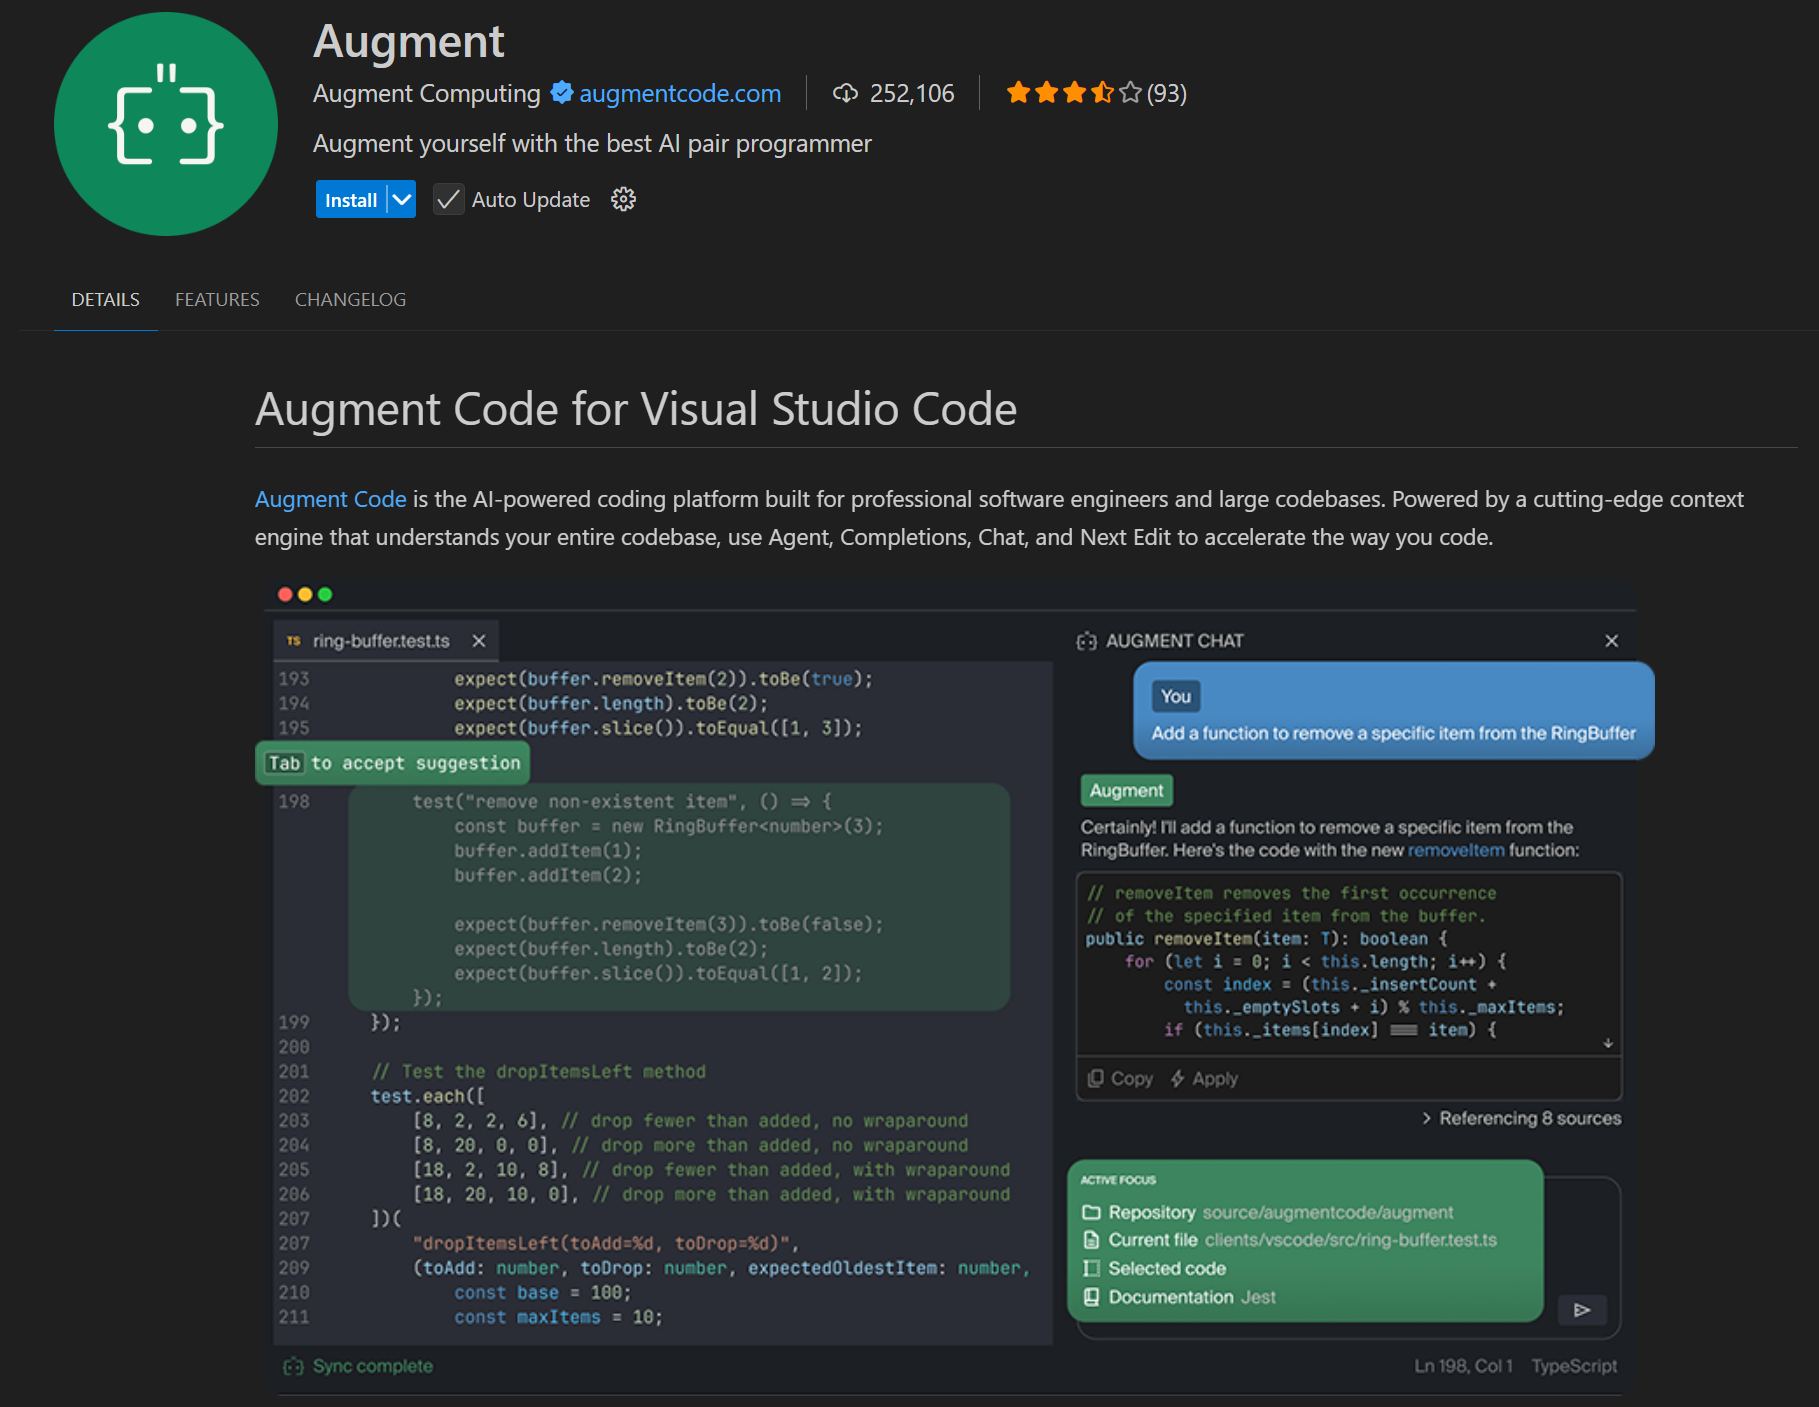 Augment
Augment Computing augmentcode.com 252,106 (93)
Augment yourself with the best AI pair programmer
Install Auto Update
DETAILS FEATURES CHANGELOG
Augment Code for Visual Studio Code
Augment Code is the AI-powered coding platform built for professional software engineers and large codebases. Powered by a cutting-edge context
engine that understands your entire codebase, use Agent, Completions, Chat, and Next Edit to accelerate the way you code.
TS ring-buffer.test.ts
193 expect(buffer.removeItem(2)).toBe(true);
194 expect(buffer.length).toBe(2);
195 expect(buffer.slice()).toEqual([1, 3]);
Tab to accept suggestion
198 test("remove non-existent item", () => {
const buffer = new RingBuffer<number>(3);
buffer.addItem(1);
buffer.addItem(2);
expect(buffer.removeItem(3)).toBe(false);
expect(buffer.length).toBe(2);
expect(buffer.slice()).toEqual([1, 2]);
});
199 });
200
201 // Test the dropItemsLeft method
202 test.each([
203 [8, 2, 2, 6], // drop fewer than added, no wraparound
204 [8, 20, 0, 0], // drop more than added, no wraparound
205 [18, 2, 10, 8], // drop fewer than added, with wraparound
206 [18, 20, 10, 0], // drop more than added, with wraparound
207 ])(
207 "dropItemsLeft(toAdd=%d, toDrop=%d)",
209 (toAdd: number, toDrop: number, expectedOldestItem: number,
210 const base = 100;
211 const maxItems = 10;
Sync complete
AUGMENT CHAT
You
Add a function to remove a specific item from the RingBuffer
Augment
Certainly! I'll add a function to remove a specific item from the
RingBuffer. Here's the code with the new removeItem function:
// removeItem removes the first occurrence
// of the specified item from the buffer.
public removeItem(item: T): boolean {
for (let i = 0; i < this.length; i++) {
const index = (this._insertCount +
this._emptySlots + i) % this._maxItems;
if (this._items[index] === item) {
Copy Apply
Referencing 8 sources
ACTIVE FOCUS
Repository source/augmentcode/augment
Current file clients/vscode/src/ring-buffer.test.ts
Selected code
Documentation Jest
Ln 198, Col 1 TypeScript